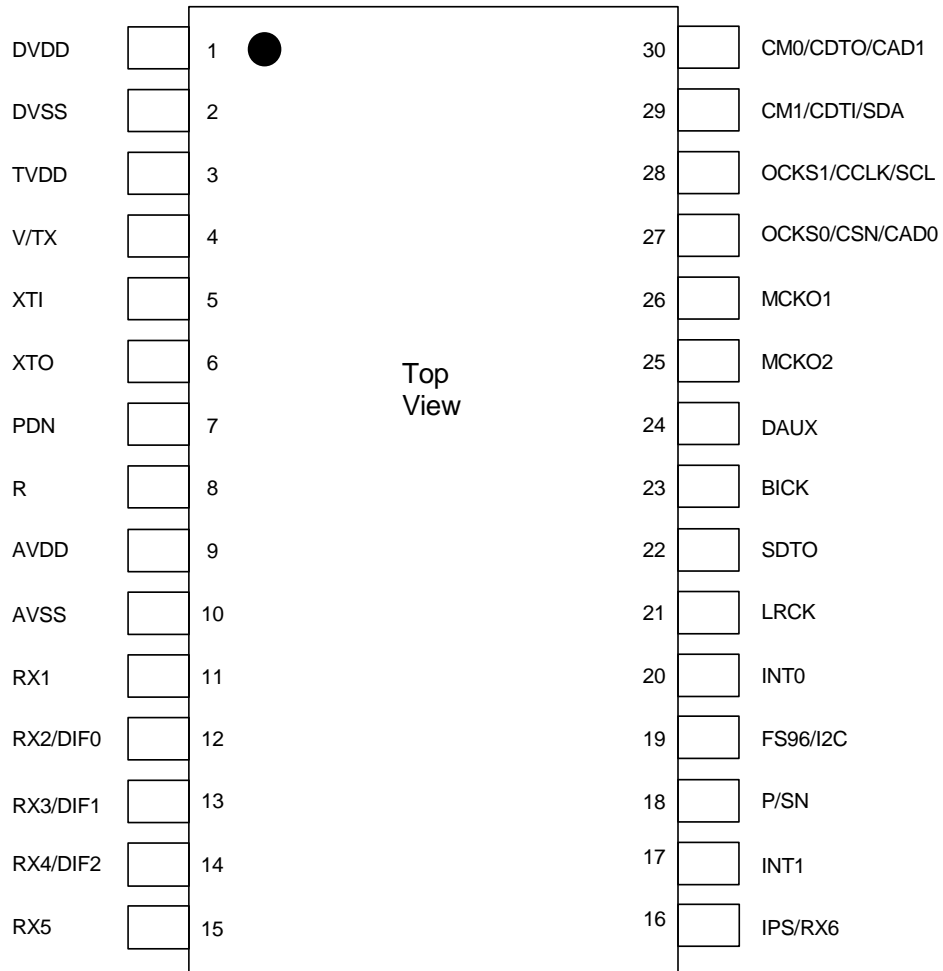 DVDD 1 30 CM0/CDTO/CAD1
DVSS 2 29 CM1/CDTI/SDA
TVDD 3 28 OCKS1/CCLK/SCL
V/TX 4 27 OCKS0/CSN/CAD0
XTI 5 26 MCKO1
XTO 6 25 MCKO2
Top
View
PDN 7 24 DAUX
R 8 23 BICK
AVDD 9 22 SDTO
AVSS 10 21 LRCK
RX1 11 20 INT0
RX2/DIF0 12 19 FS96/I2C
RX3/DIF1 13 18 P/SN
RX4/DIF2 14 17 INT1
RX5 15 16 IPS/RX6